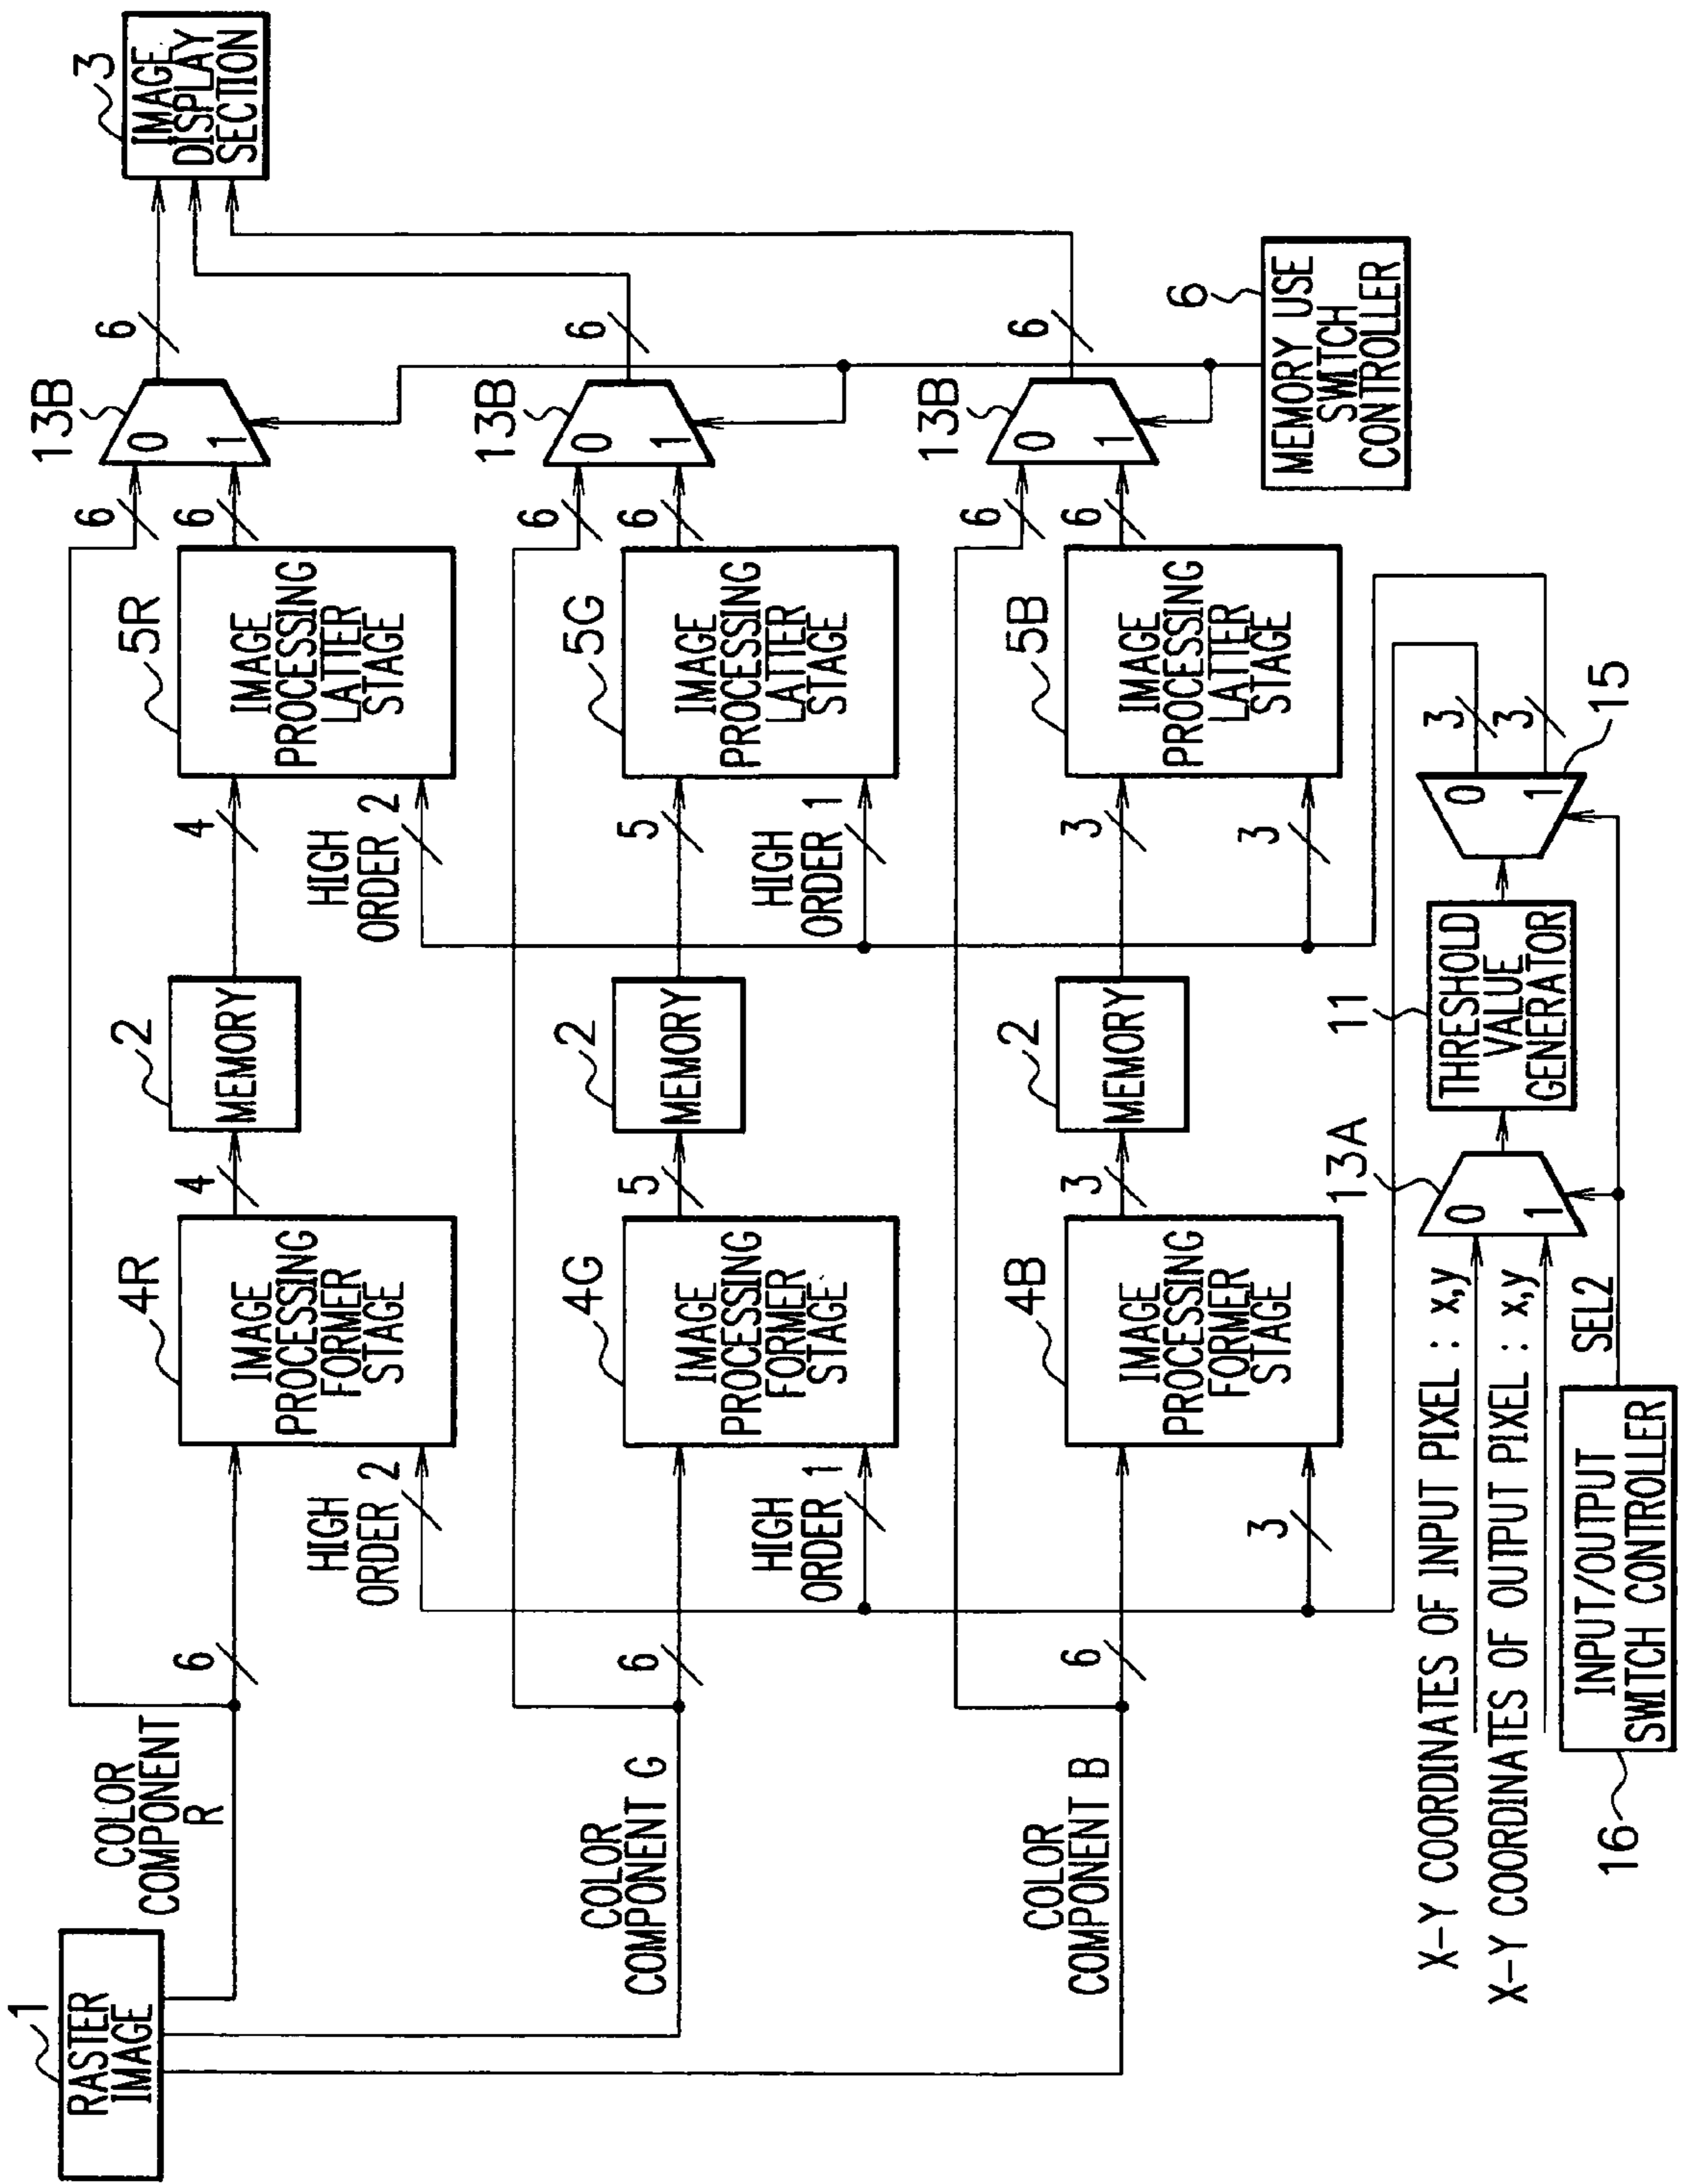 1
RASTER
IMAGE
COLOR
COMPONENT
R
6
4R
IMAGE
PROCESSING
FORMER
STAGE
HIGH
ORDER 2
4
2
MEMORY
4
5R
IMAGE
PROCESSING
LATTER
STAGE
HIGH
ORDER 2
6
6
13B
0
1
6
3
IMAGE
DISPLAY
SECTION
COLOR
COMPONENT G
6
4G
IMAGE
PROCESSING
FORMER
STAGE
HIGH
ORDER 1
5
2
MEMORY
5
5G
IMAGE
PROCESSING
LATTER
STAGE
HIGH
ORDER 1
6
6
13B
0
1
6
COLOR
COMPONENT B
6
4B
IMAGE
PROCESSING
FORMER
STAGE
3
3
2
MEMORY
3
5B
IMAGE
PROCESSING
LATTER
STAGE
3
6
6
13B
0
1
6
6
MEMORY USE
SWITCH
CONTROLLER
X-Y COORDINATES OF INPUT PIXEL : x,y
X-Y COORDINATES OF OUTPUT PIXEL : x,y
13A
0
1
11
THRESHOLD
VALUE
GENERATOR
0
1
15
3
3
16
INPUT/OUTPUT
SWITCH CONTROLLER
SEL2